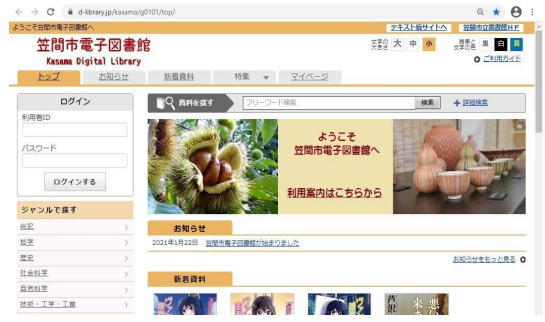 d-library.jp/kasama/g0101/top/
ようこそ笠間市電子図書館へ
テキスト版サイトへ
笠間市立図書館HP
笠間市電子図書館
Kasama Digital Library
文字の大きさ 大 中 小
背景と文字の色 黒 白 黄
ご利用ガイド
トップ
お知らせ
新着資料
特集
マイページ
ログイン
利用者ID
パスワード
ログインする
資料を探す
フリーワード検索
検索
詳細検索
ようこそ
笠間市電子図書館へ
利用案内はこちらから
ジャンルで探す
総記
哲学
歴史
社会科学
自然科学
技術・工学・工業
お知らせ
2021年1月22日 笠間市電子図書館が始まりました
お知らせをもっと見る
新着資料